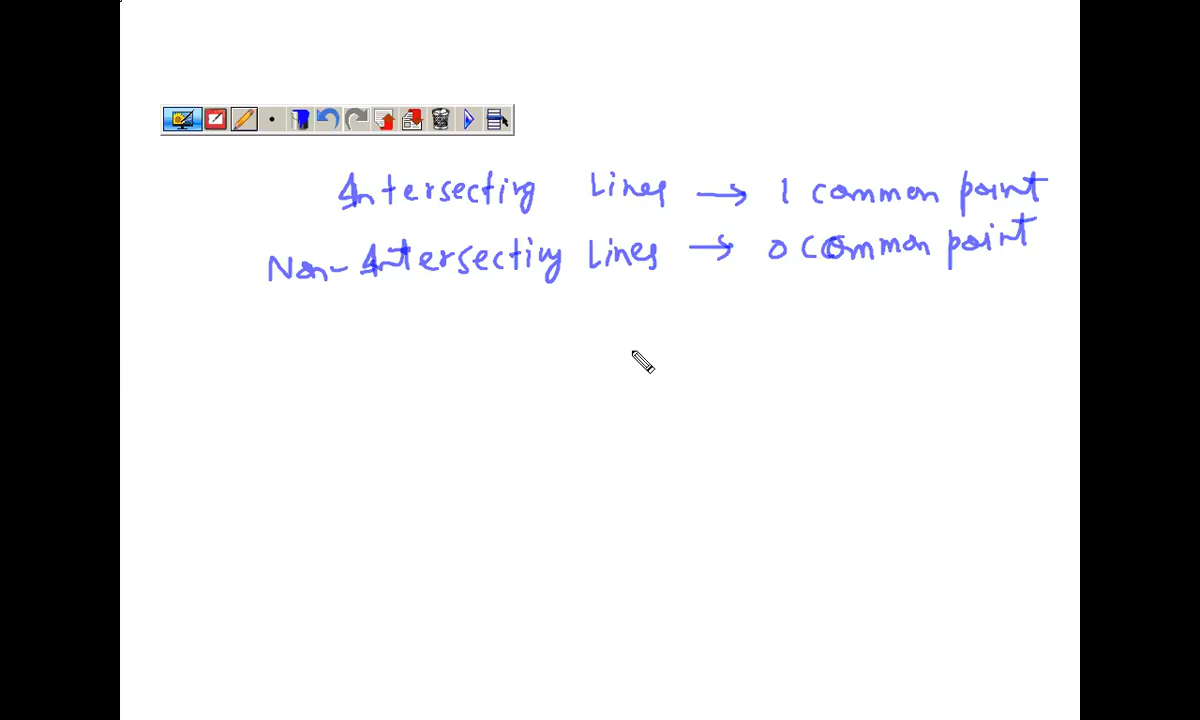 Intersecting Lines → 1 common point
Non-Intersecting Lines → 0 common point